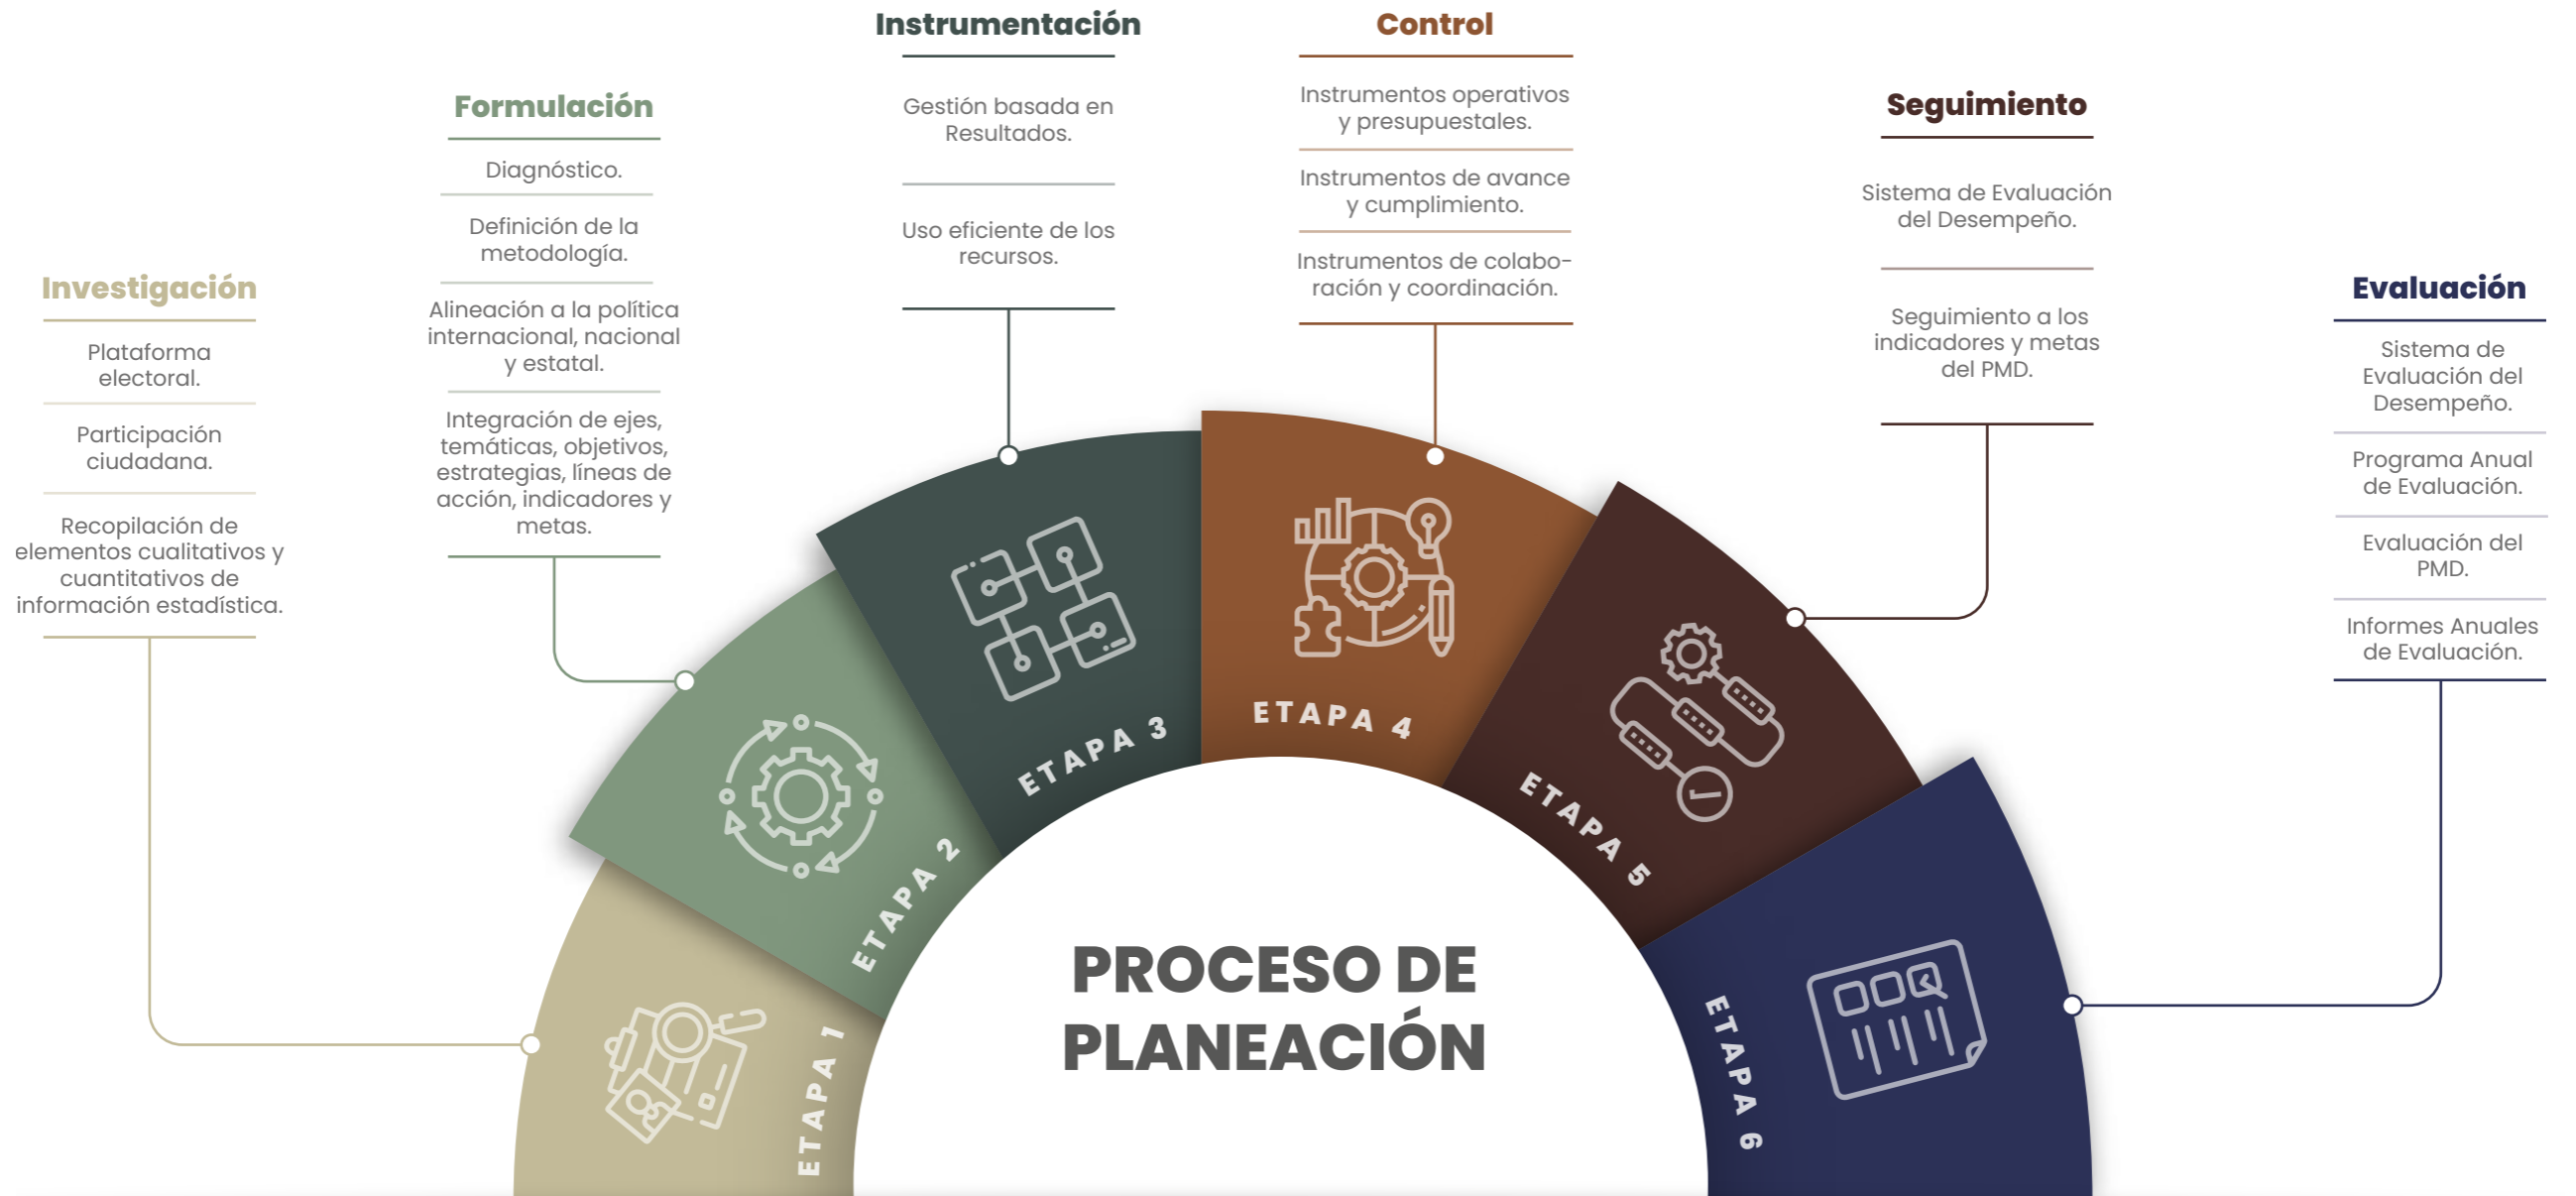 Investigación
Plataforma
electoral.
Participación
ciudadana.
Recopilación de
elementos cualitativos y
cuantitativos de
información estadística.
Formulación
Diagnóstico.
Definición de la
metodología.
Alineación a la política
internacional, nacional
y estatal.
Integración de ejes,
temáticas, objetivos,
estrategias, líneas de
acción, indicadores y
metas.
Instrumentación
Gestión basada en
Resultados.
Uso eficiente de los
recursos.
Control
Instrumentos operativos
y presupuestales.
Instrumentos de avance
y cumplimiento.
Instrumentos de colabo-
ración y coordinación.
Seguimiento
Sistema de Evaluación
del Desempeño.
Seguimiento a los
indicadores y metas
del PMD.
Evaluación
Sistema de
Evaluación del
Desempeño.
Programa Anual
de Evaluación.
Evaluación del
PMD.
Informes Anuales
de Evaluación.
ETAPA 1
ETAPA 2
ETAPA 3
ETAPA 4
ETAPA 5
ETAPA 6
PROCESO DE
PLANEACIÓN